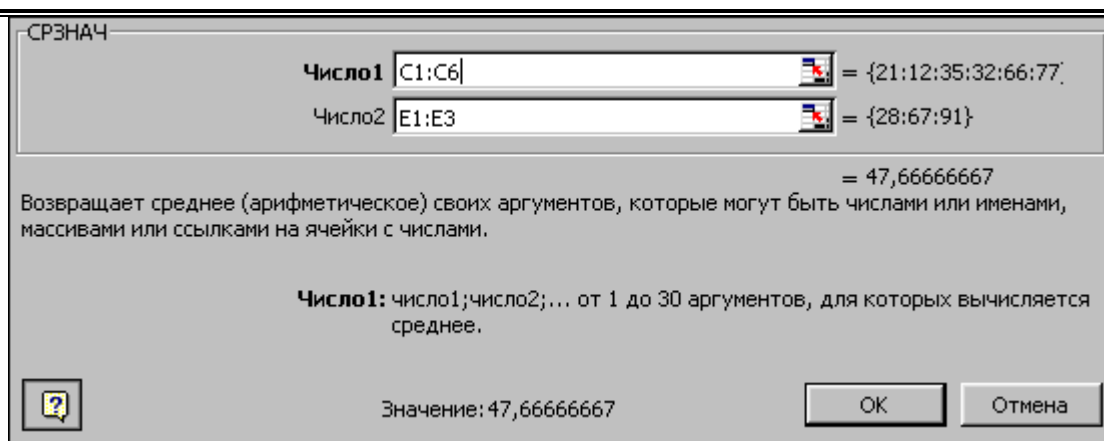 СРЗНАЧ
Число1 C1:C6 = {21:12:35:32:66:77}
Число2 E1:E3 = {28:67:91}
= 47,66666667
Возвращает среднее (арифметическое) своих аргументов, которые могут быть числами или именами,
массивами или ссылками на ячейки с числами.
Число1: число1;число2;... от 1 до 30 аргументов, для которых вычисляется
среднее.
? Значение:47,66666667 ОК Отмена